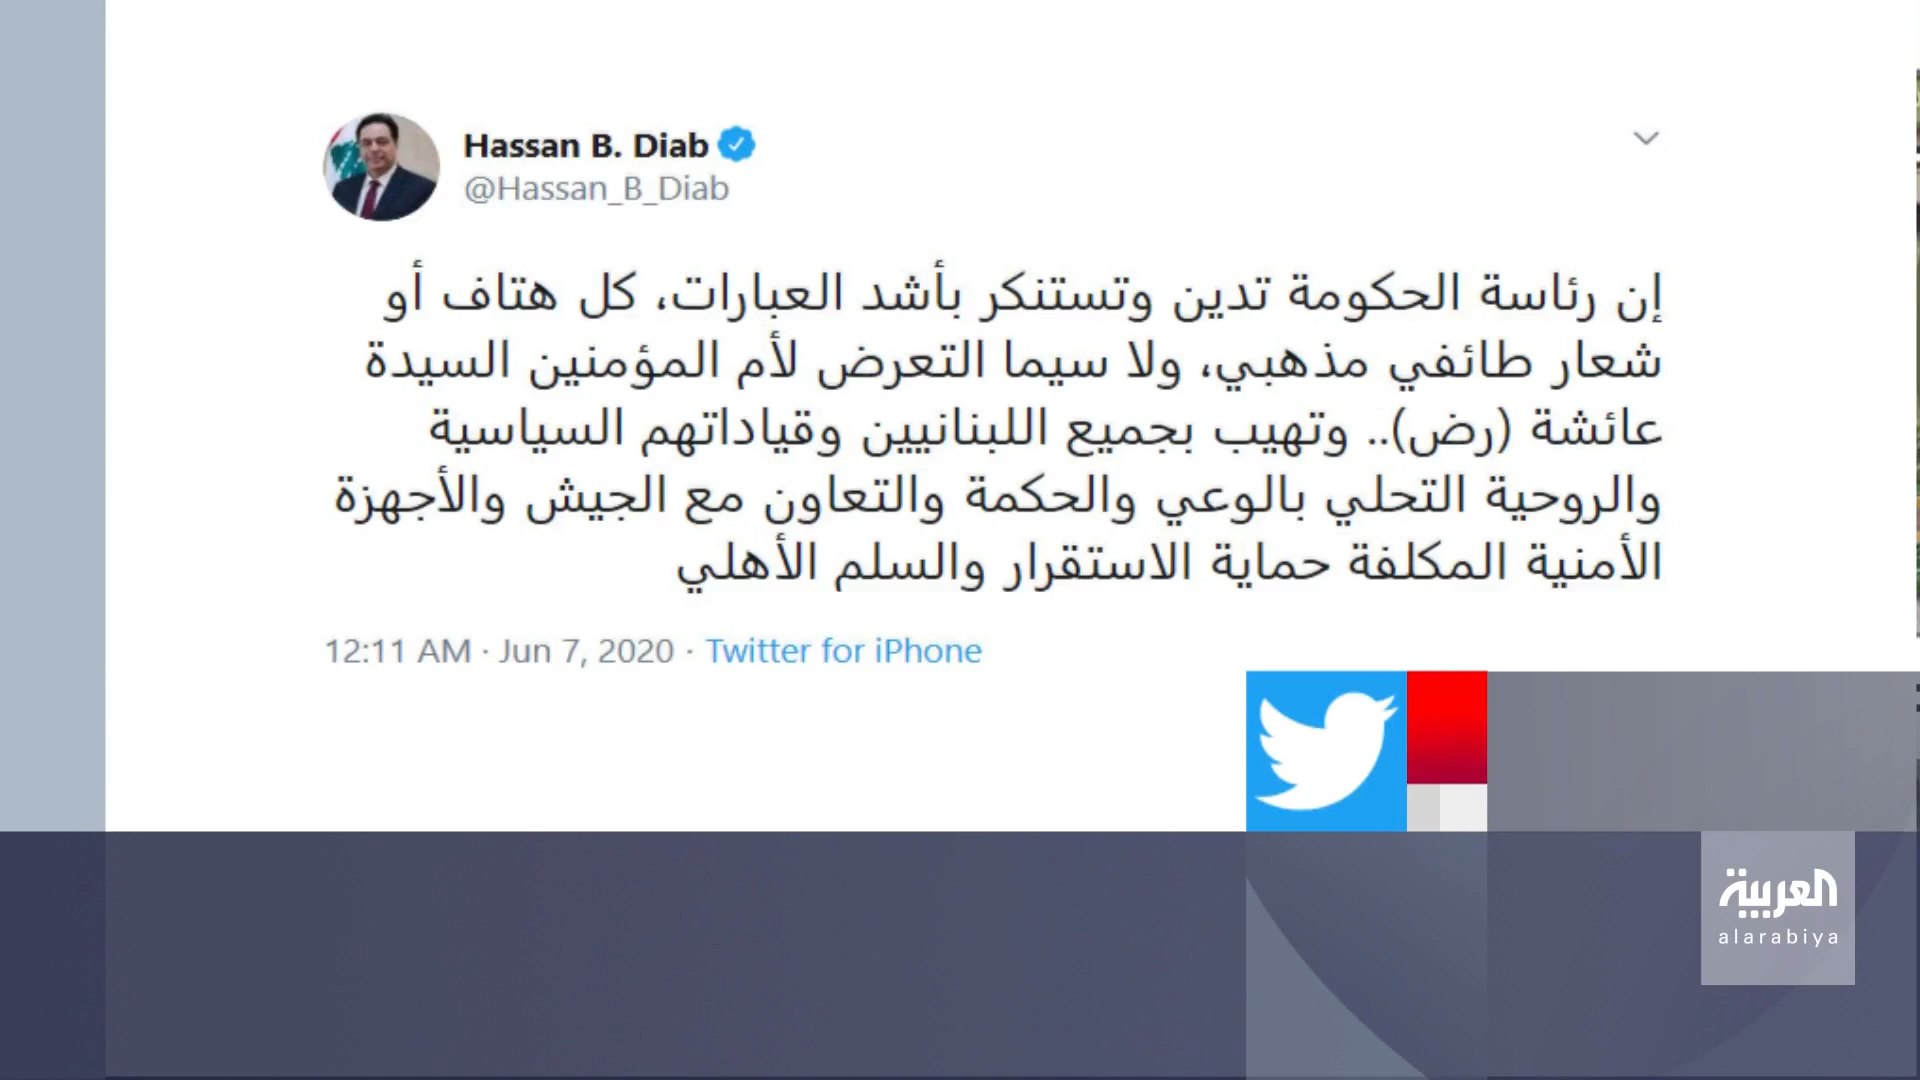 Hassan B. Diab
@Hassan_B_Diab
إن رئاسة الحكومة تدين وتستنكر بأشد العبارات، كل هتاف أو
شعار طائفي مذهبي، ولا سيما التعرض لأم المؤمنين السيدة
عائشة (رض).. وتهيب بجميع اللبنانيين وقياداتهم السياسية
والروحية التحلي بالوعي والحكمة والتعاون مع الجيش والأجهزة
الأمنية المكلفة حماية الاستقرار والسلم الأهلي
12:11 AM · Jun 7, 2020 · Twitter for iPhone
العربية
alarabiya